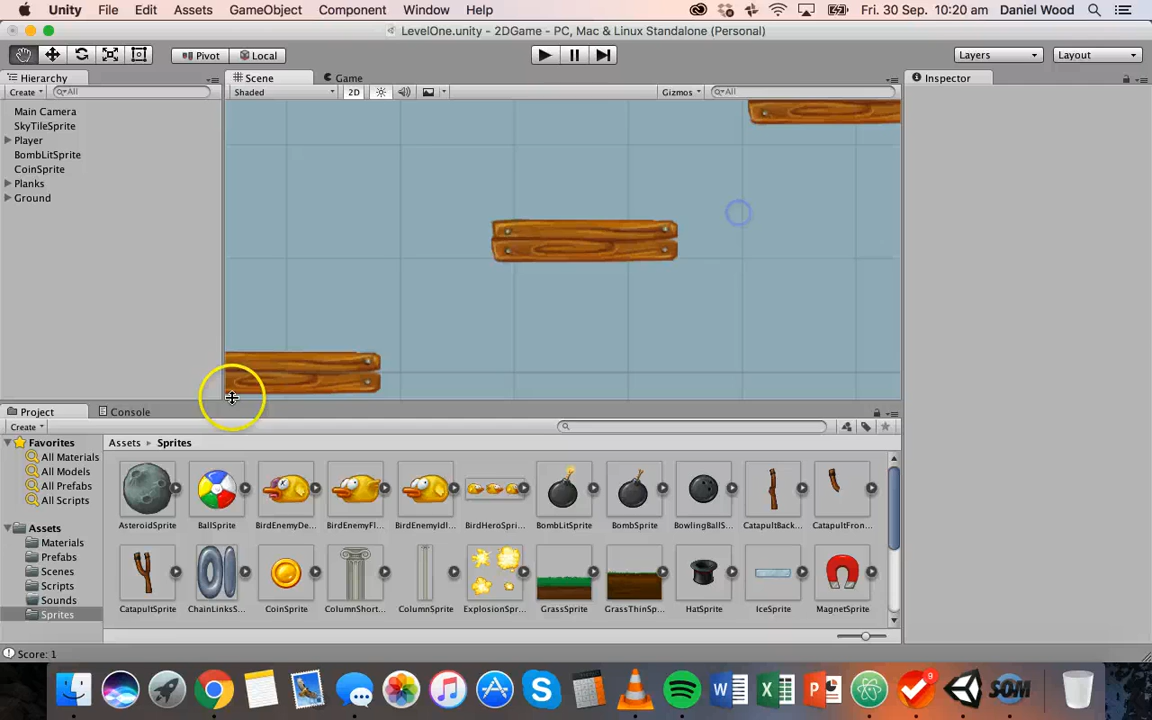 Unity File Edit Assets GameObject Component Window Help Fri. 30 Sep. 10:20 am Daniel Wood
LevelOne.unity - 2DGame - PC, Mac & Linux Standalone (Personal)
Pivot Local Layers Layout
Hierarchy Scene Game Inspector
Create All Shaded 2D Gizmos All
Main Camera
SkyTileSprite
Player
BombLitSprite
CoinSprite
Planks
Ground
Project Console
Create
Favorites Assets Sprites
All Materials
All Models
All Prefabs
All Scripts
Assets
Materials
Prefabs
Scenes
Scripts
Sounds
Sprites
AsteroidSprite BallSprite BirdEnemyDe... BirdEnemyFl... BirdEnemyIdl... BirdHeroSpri... BombLitSprite BombSprite BowlingBallS... CatapultBack... CatapultFron...
CatapultSprite ChainLinksS... CoinSprite ColumnShort... ColumnSprite ExplosionSpr... GrassSprite GrassThinSp... HatSprite IceSprite MagnetSprite
Score: 1
9
SOM